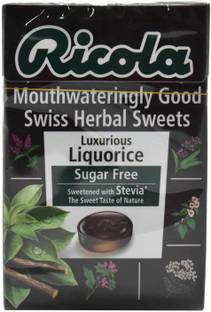 Ricola
Mouthwateringly Good
Swiss Herbal Sweets
Luxurious
Liquorice
Sugar Free
Sweetened with Stevia*
The Sweet Taste of Nature